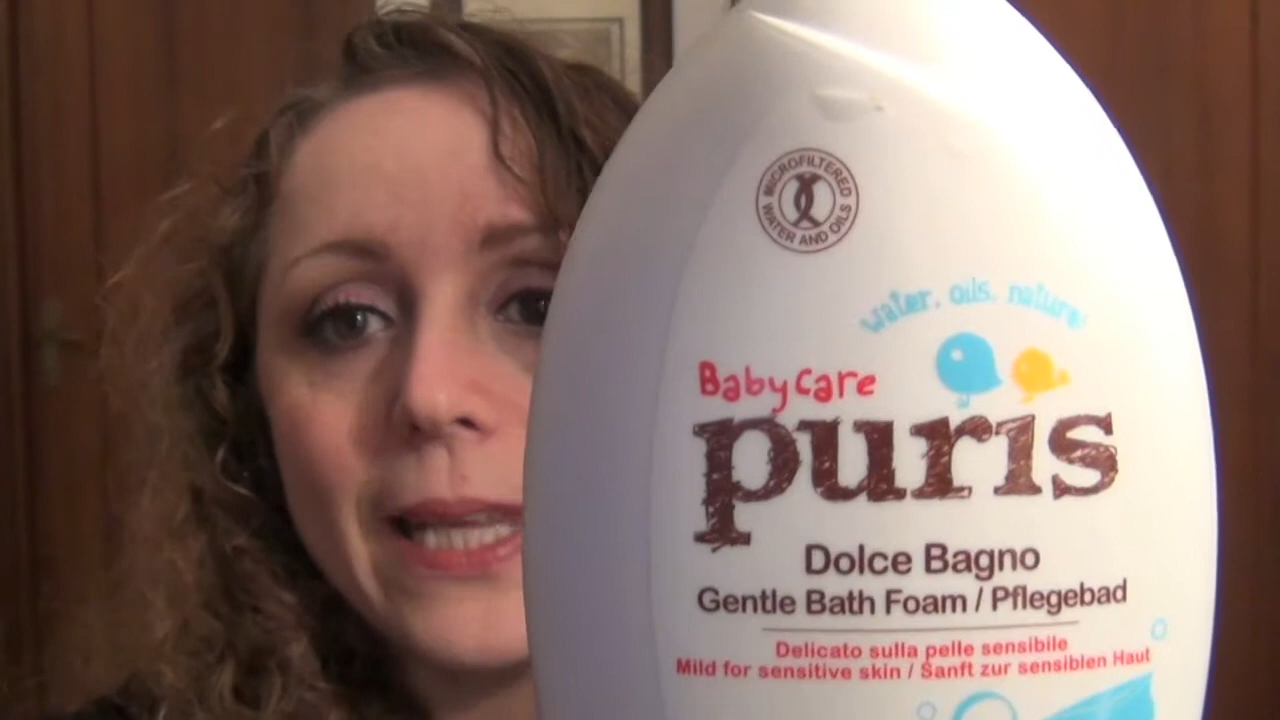 MICROFILTERED
WATER AND OILS
water. oils. nature.
Baby care
puris
Dolce Bagno
Gentle Bath Foam / Pflegebad
Delicato sulla pelle sensibile
Mild for sensitive skin / Sanft zur sensiblen Haut